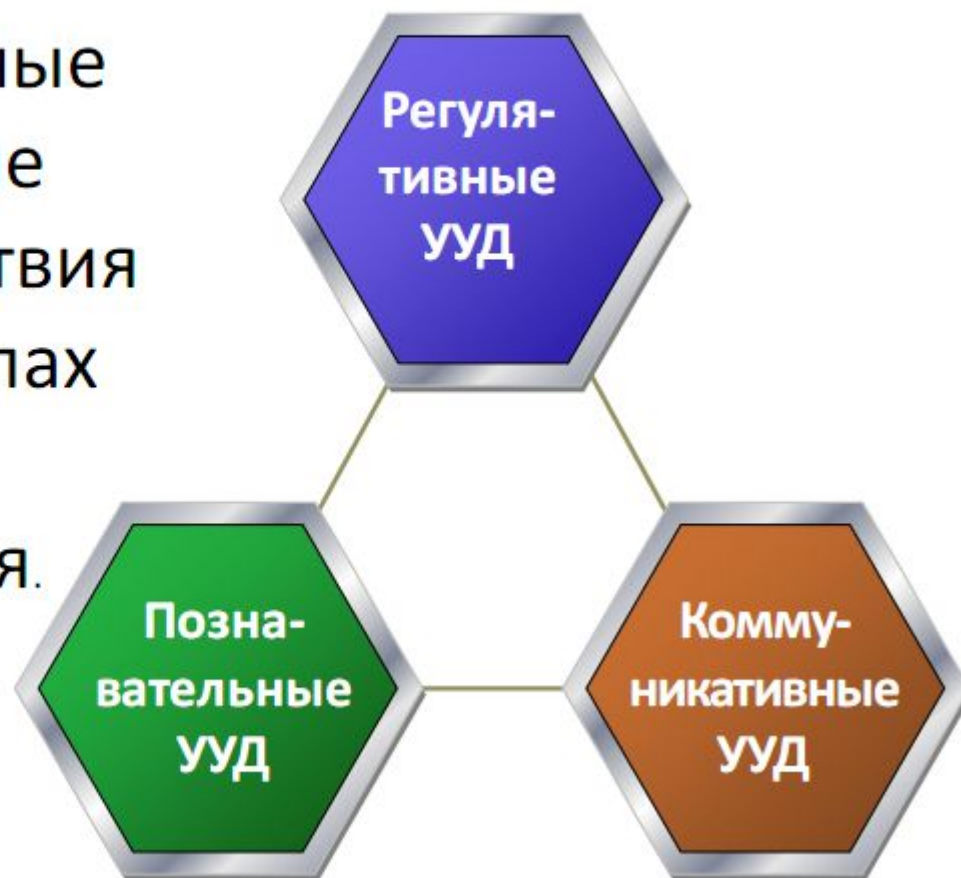 ные
е
твия
лах
я.
Регуля-
тивные
УУД
Позна-
вательные
УУД
Комму-
никативные
УУД